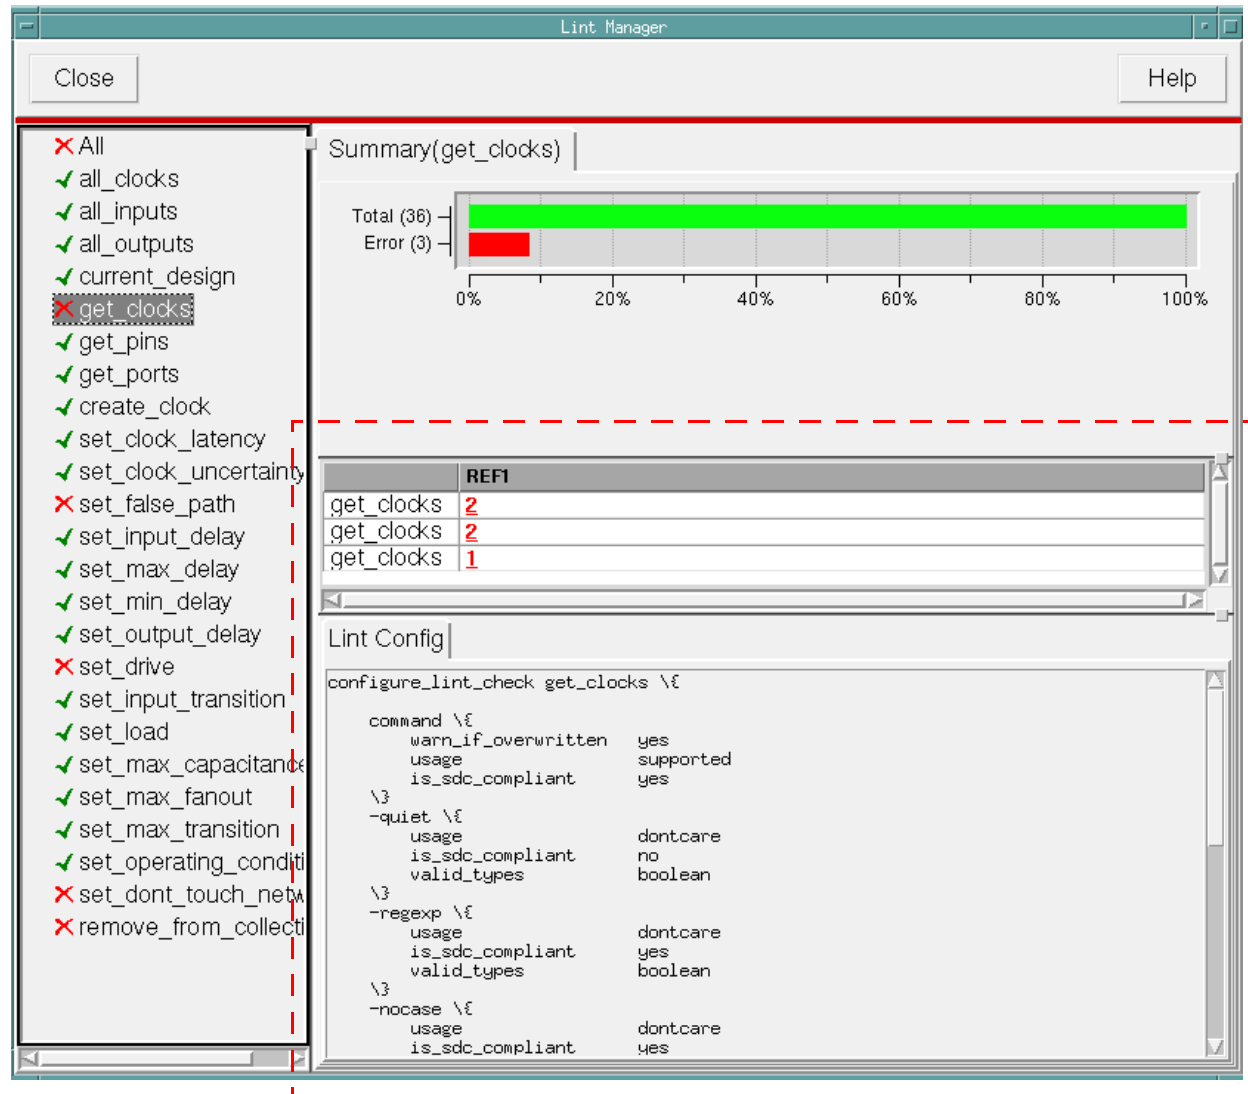 Lint Manager
Close
Help
All
all_clocks
all_inputs
all_outputs
current_design
get_clocks
get_pins
get_ports
create_clock
set_clock_latency
set_clock_uncertainty
set_false_path
set_input_delay
set_max_delay
set_min_delay
set_output_delay
set_drive
set_input_transition
set_load
set_max_capacitance
set_max_fanout
set_max_transition
set_operating_conditi
set_dont_touch_netw
remove_from_collecti
Summary(get_clocks)
Total (36)
Error (3)
0% 20% 40% 60% 80% 100%
REF1
get_clocks 2
get_clocks 2
get_clocks 1
Lint Config
configure_lint_check get_clocks \{
command \{
warn_if_overwritten yes
usage supported
is_sdc_compliant yes
\}
-quiet \{
usage dontcare
is_sdc_compliant no
valid_types boolean
\}
-regexp \{
usage dontcare
is_sdc_compliant yes
valid_types boolean
\}
-nocase \{
usage dontcare
is_sdc_compliant yes